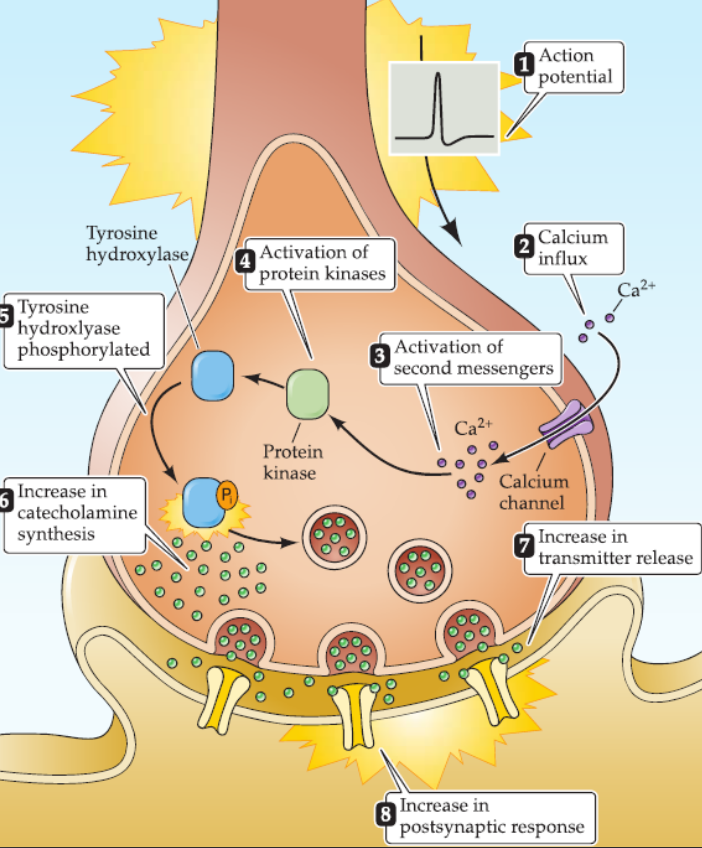 1 Action
potential
2 Calcium
influx
Ca²⁺
Tyrosine
hydroxylase
4 Activation of
protein kinases
5 Tyrosine
hydroxlyase
phosphorylated
3 Activation of
second messengers
Ca²⁺
Protein
kinase
Calcium
channel
Pi
6 Increase in
catecholamine
synthesis
7 Increase in
transmitter release
8 Increase in
postsynaptic response